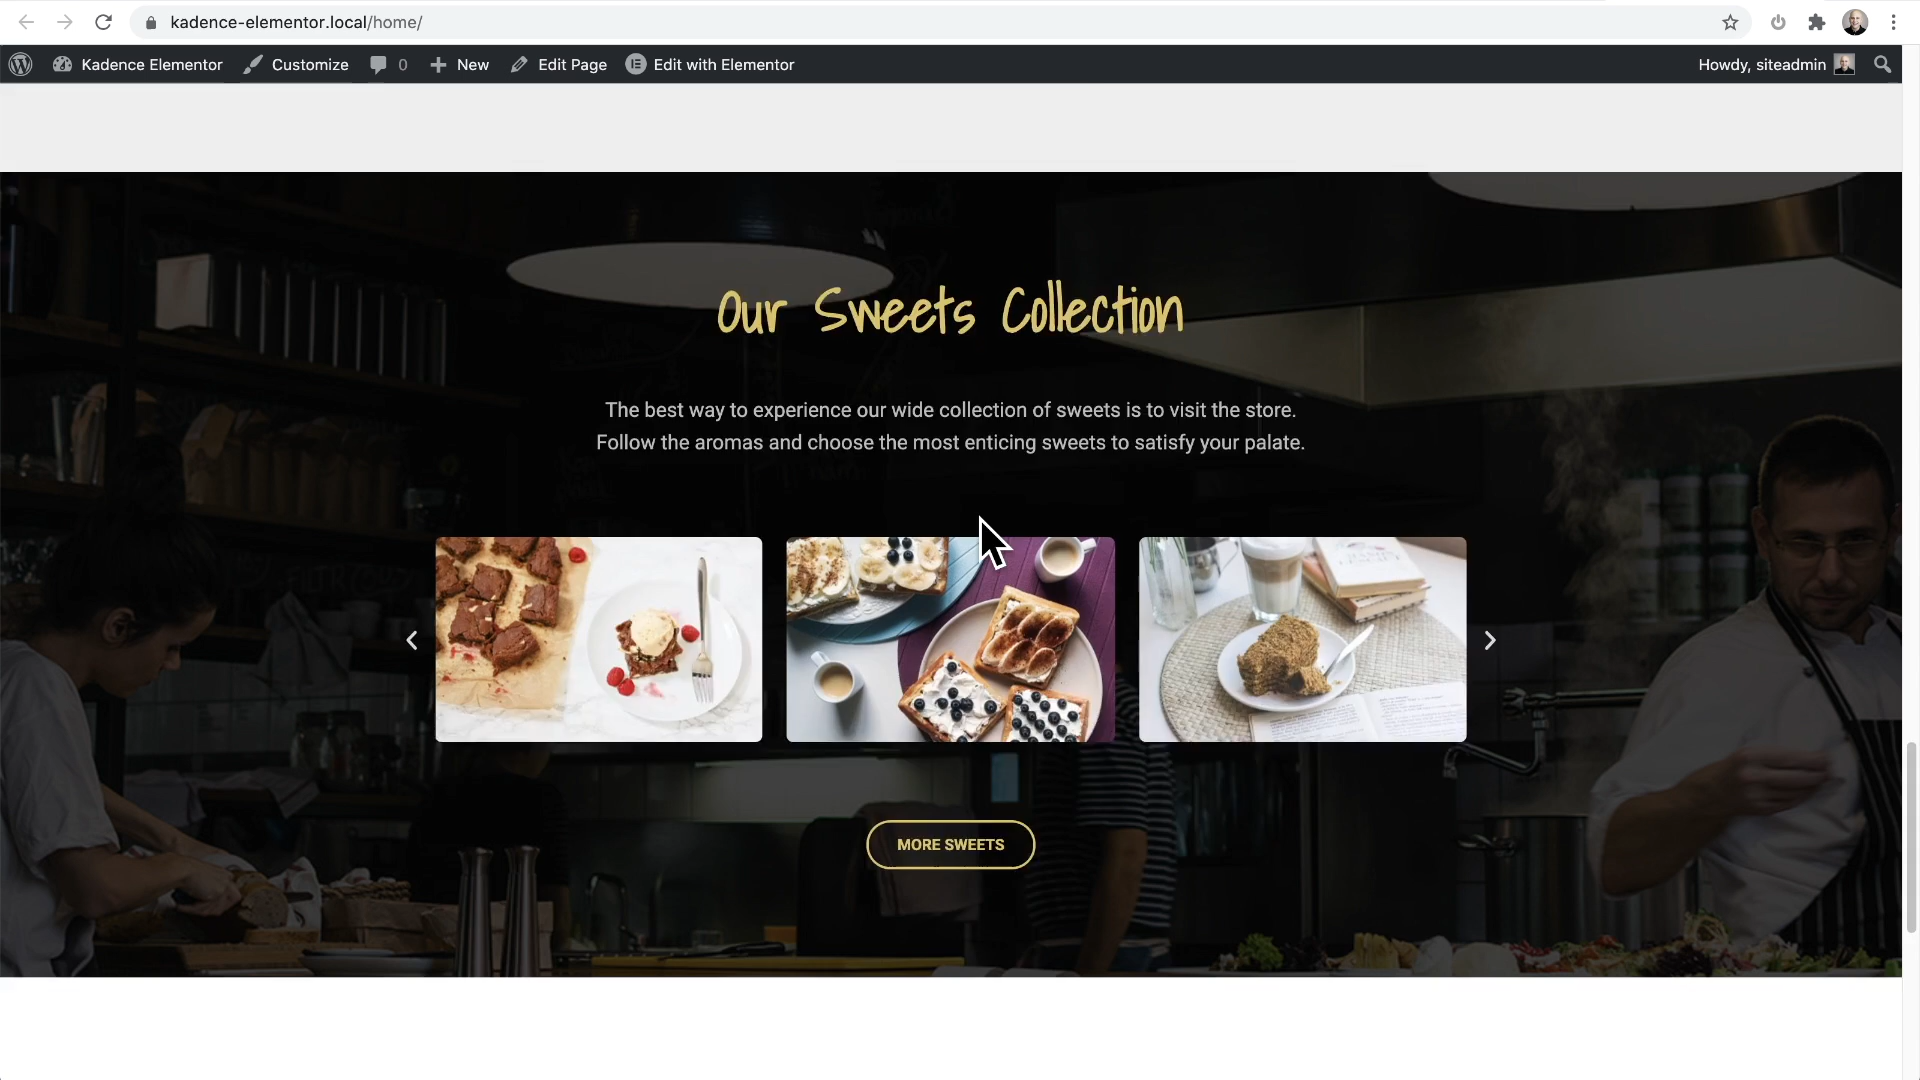 kadence-elementor.local/home/
Kadence Elementor Customize 0 New Edit Page Edit with Elementor Howdy, siteadmin
Our Sweets Collection
The best way to experience our wide collection of sweets is to visit the store.
Follow the aromas and choose the most enticing sweets to satisfy your palate.
MORE SWEETS